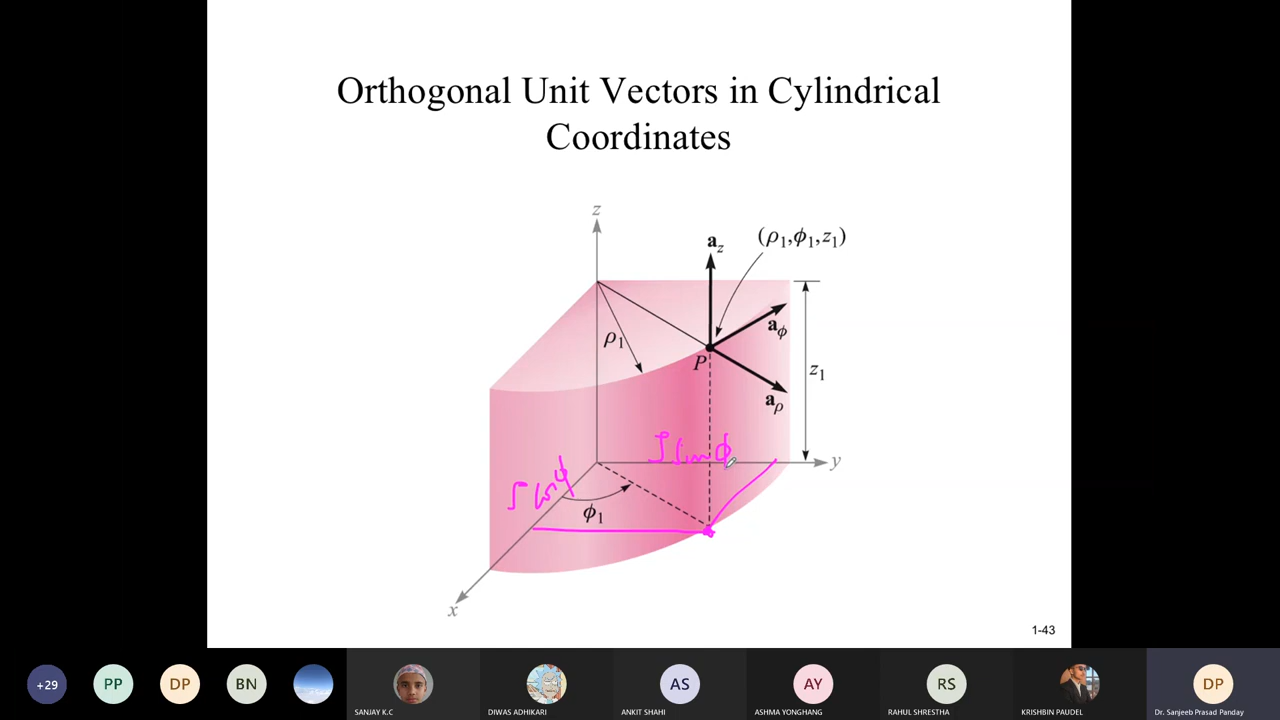 Orthogonal Unit Vectors in Cylindrical
Coordinates
z
a_z
(ρ₁,ϕ₁,z₁)
a_ϕ
ρ₁
P
z₁
a_ρ
ρ sin ϕ
y
ρ cos ϕ
ϕ₁
x
1-43
+29
PP
DP
BN
AS
AY
RS
DP
SANJAY K.C
DIWAS ADHIKARI
ANKIT SHAHI
ASHMA YONGHANG
RAHUL SHRESTHA
KRISHBIN PAUDEL
Dr. Sanjeeb Prasad Panday